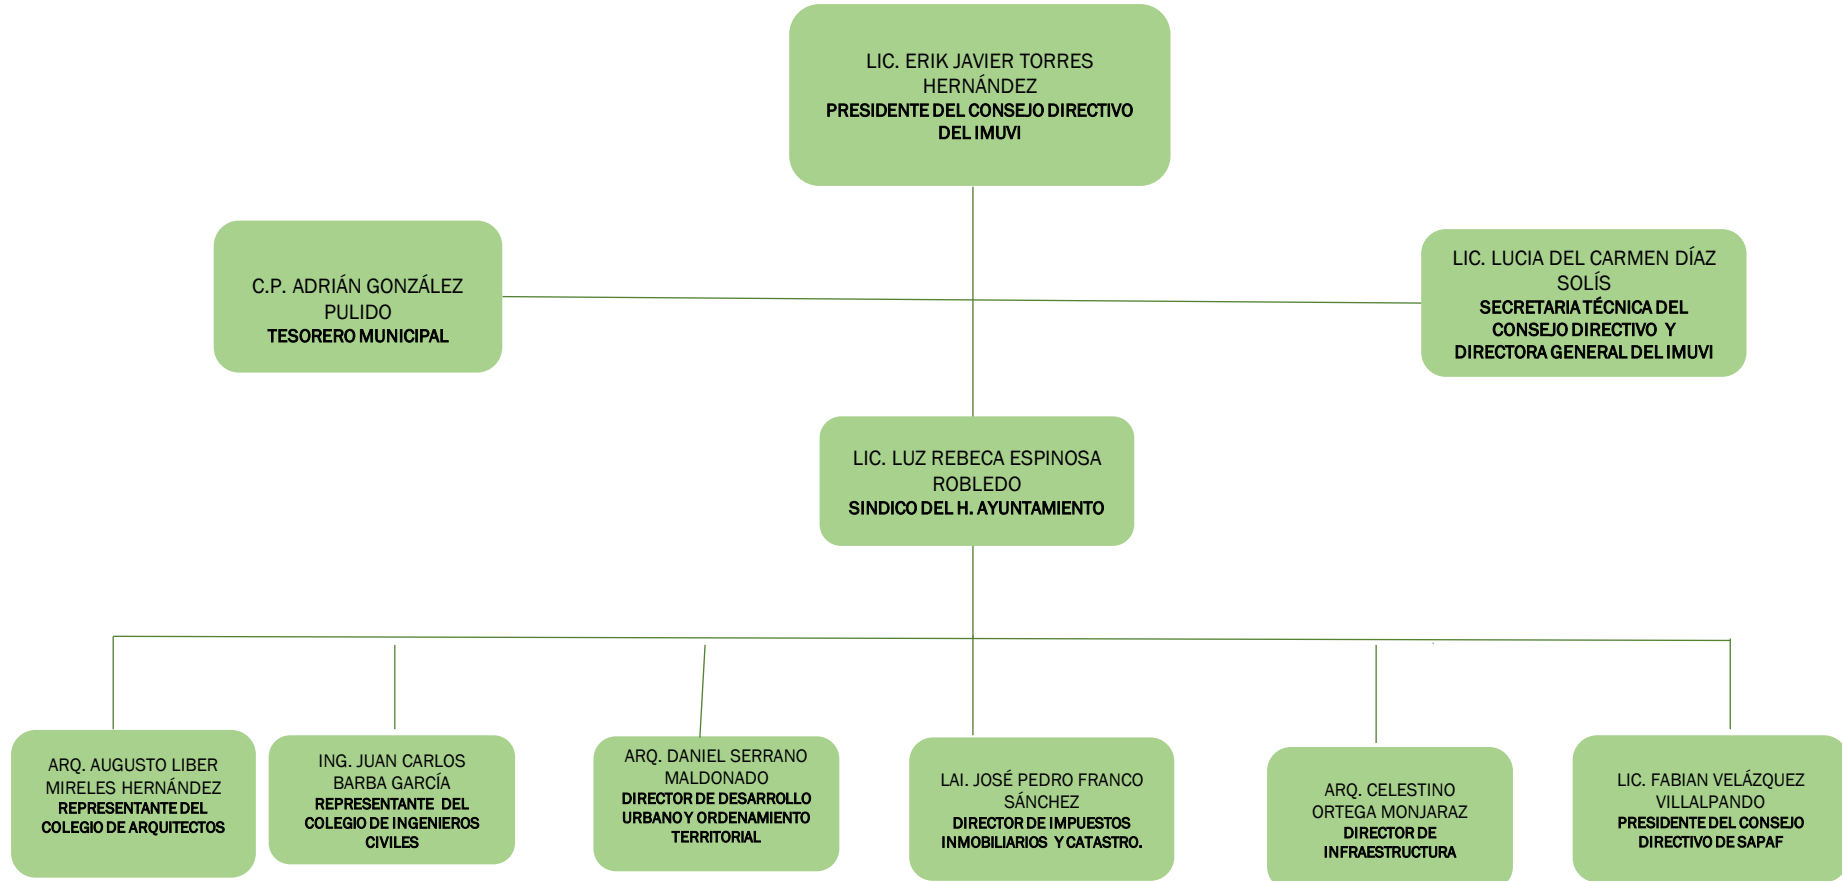 LIC. ERIK JAVIER TORRES
HERNÁNDEZ
PRESIDENTE DEL CONSEJO DIRECTIVO
DEL IMUVI
C.P. ADRIÁN GONZÁLEZ
PULIDO
TESORERO MUNICIPAL
LIC. LUCIA DEL CARMEN DÍAZ
SOLÍS
SECRETARIA TÉCNICA DEL
CONSEJO DIRECTIVO Y
DIRECTORA GENERAL DEL IMUVI
LIC. LUZ REBECA ESPINOSA
ROBLEDO
SINDICO DEL H. AYUNTAMIENTO
ARQ. AUGUSTO LIBER
MIRELES HERNÁNDEZ
REPRESENTANTE DEL
COLEGIO DE ARQUITECTOS
ING. JUAN CARLOS
BARBA GARCÍA
REPRESENTANTE DEL
COLEGIO DE INGENIEROS
CIVILES
ARQ. DANIEL SERRANO
MALDONADO
DIRECTOR DE DESARROLLO
URBANO Y ORDENAMIENTO
TERRITORIAL
LAI. JOSÉ PEDRO FRANCO
SÁNCHEZ
DIRECTOR DE IMPUESTOS
INMOBILIARIOS Y CATASTRO.
ARQ. CELESTINO
ORTEGA MONJARAZ
DIRECTOR DE
INFRAESTRUCTURA
LIC. FABIAN VELÁZQUEZ
VILLALPANDO
PRESIDENTE DEL CONSEJO
DIRECTIVO DE SAPAF